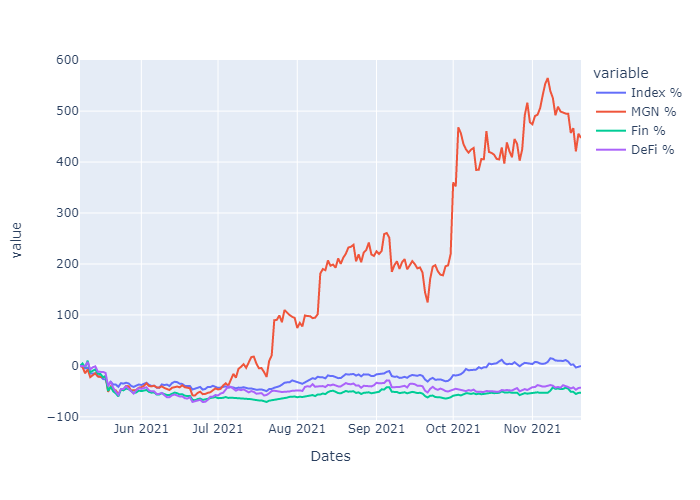 600
500
400
300
200
100
0
−100
value
Jun 2021
Jul 2021
Aug 2021
Sep 2021
Oct 2021
Nov 2021
Dates
variable
Index %
MGN %
Fin %
DeFi %